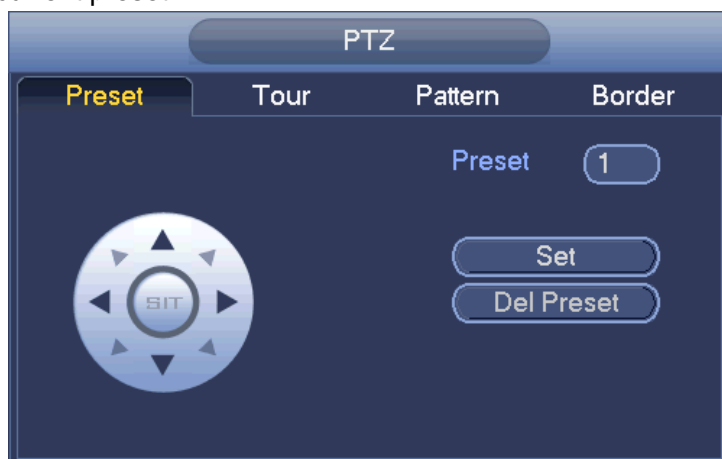 PTZ
Preset Tour Pattern Border
Preset 1
Set
SIT
Del Preset